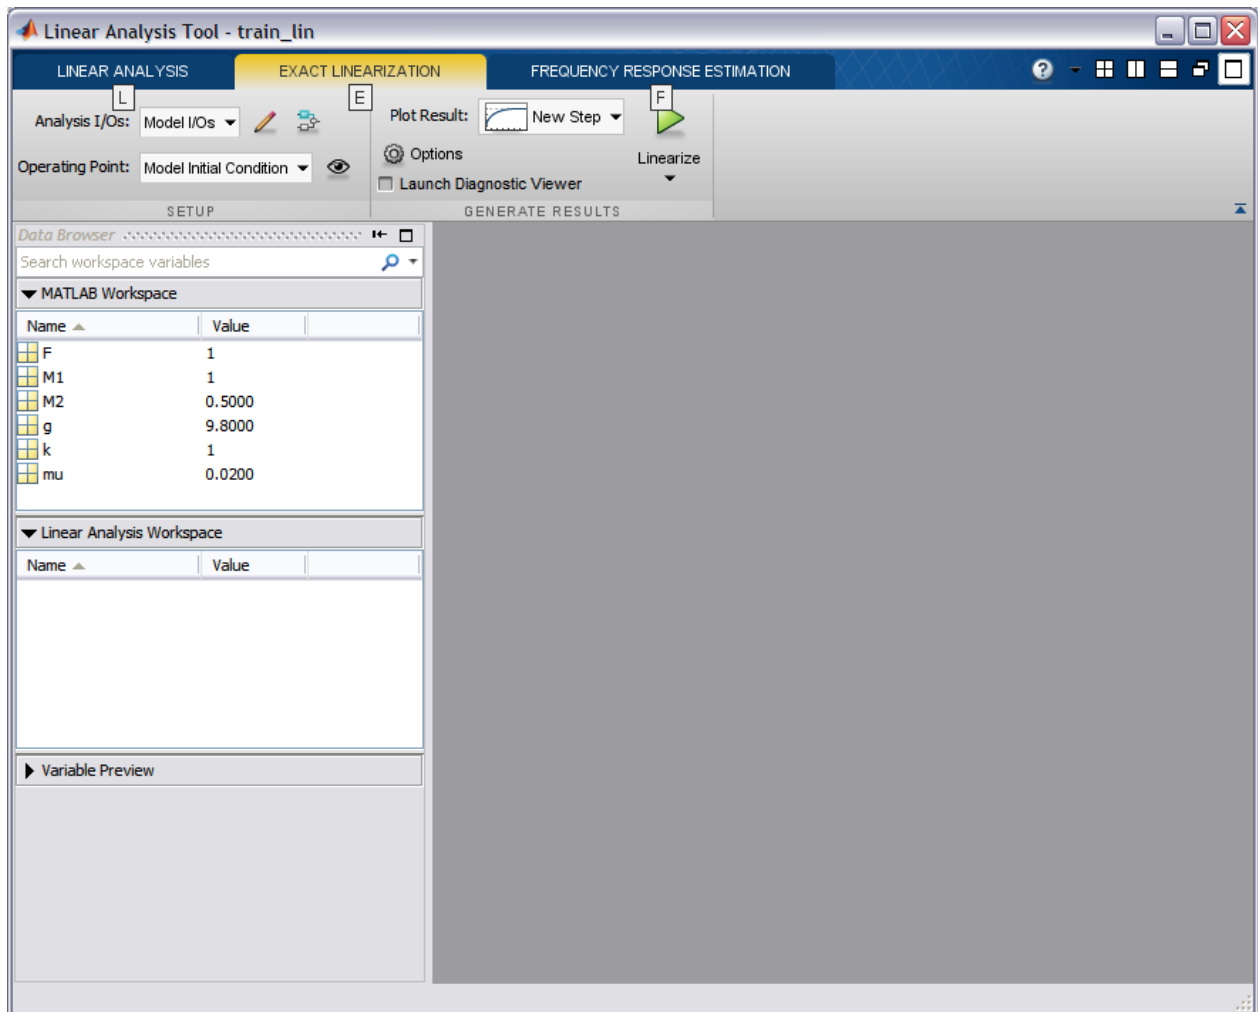 Linear Analysis Tool - train_lin
LINEAR ANALYSIS EXACT LINEARIZATION FREQUENCY RESPONSE ESTIMATION ?
L E F
Analysis I/Os: Model I/Os Plot Result: New Step
Operating Point: Model Initial Condition Options Linearize
Launch Diagnostic Viewer
SETUP GENERATE RESULTS
Data Browser
Search workspace variables
MATLAB Workspace
Name Value
F 1
M1 1
M2 0.5000
g 9.8000
k 1
mu 0.0200
Linear Analysis Workspace
Name Value
Variable Preview